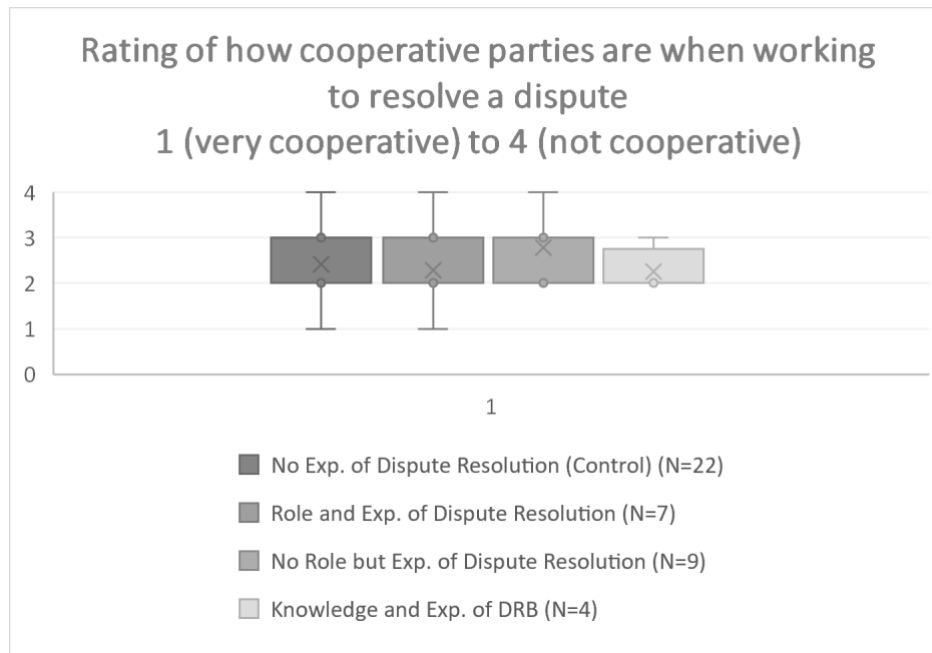 Rating of how cooperative parties are when working
to resolve a dispute
1 (very cooperative) to 4 (not cooperative)
4
3
2
1
0
1
No Exp. of Dispute Resolution (Control) (N=22)
Role and Exp. of Dispute Resolution (N=7)
No Role but Exp. of Dispute Resolution (N=9)
Knowledge and Exp. of DRB (N=4)